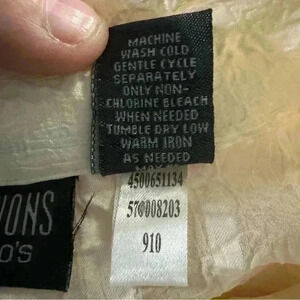 MACHINE
WASH COLD
GENTLE CYCLE
SEPARATELY
ONLY NON-
CHLORINE BLEACH
WHEN NEEDED
TUMBLE DRY LOW
WARM IRON
AS NEEDED
4500651134
570008203
910
IONS
O'S